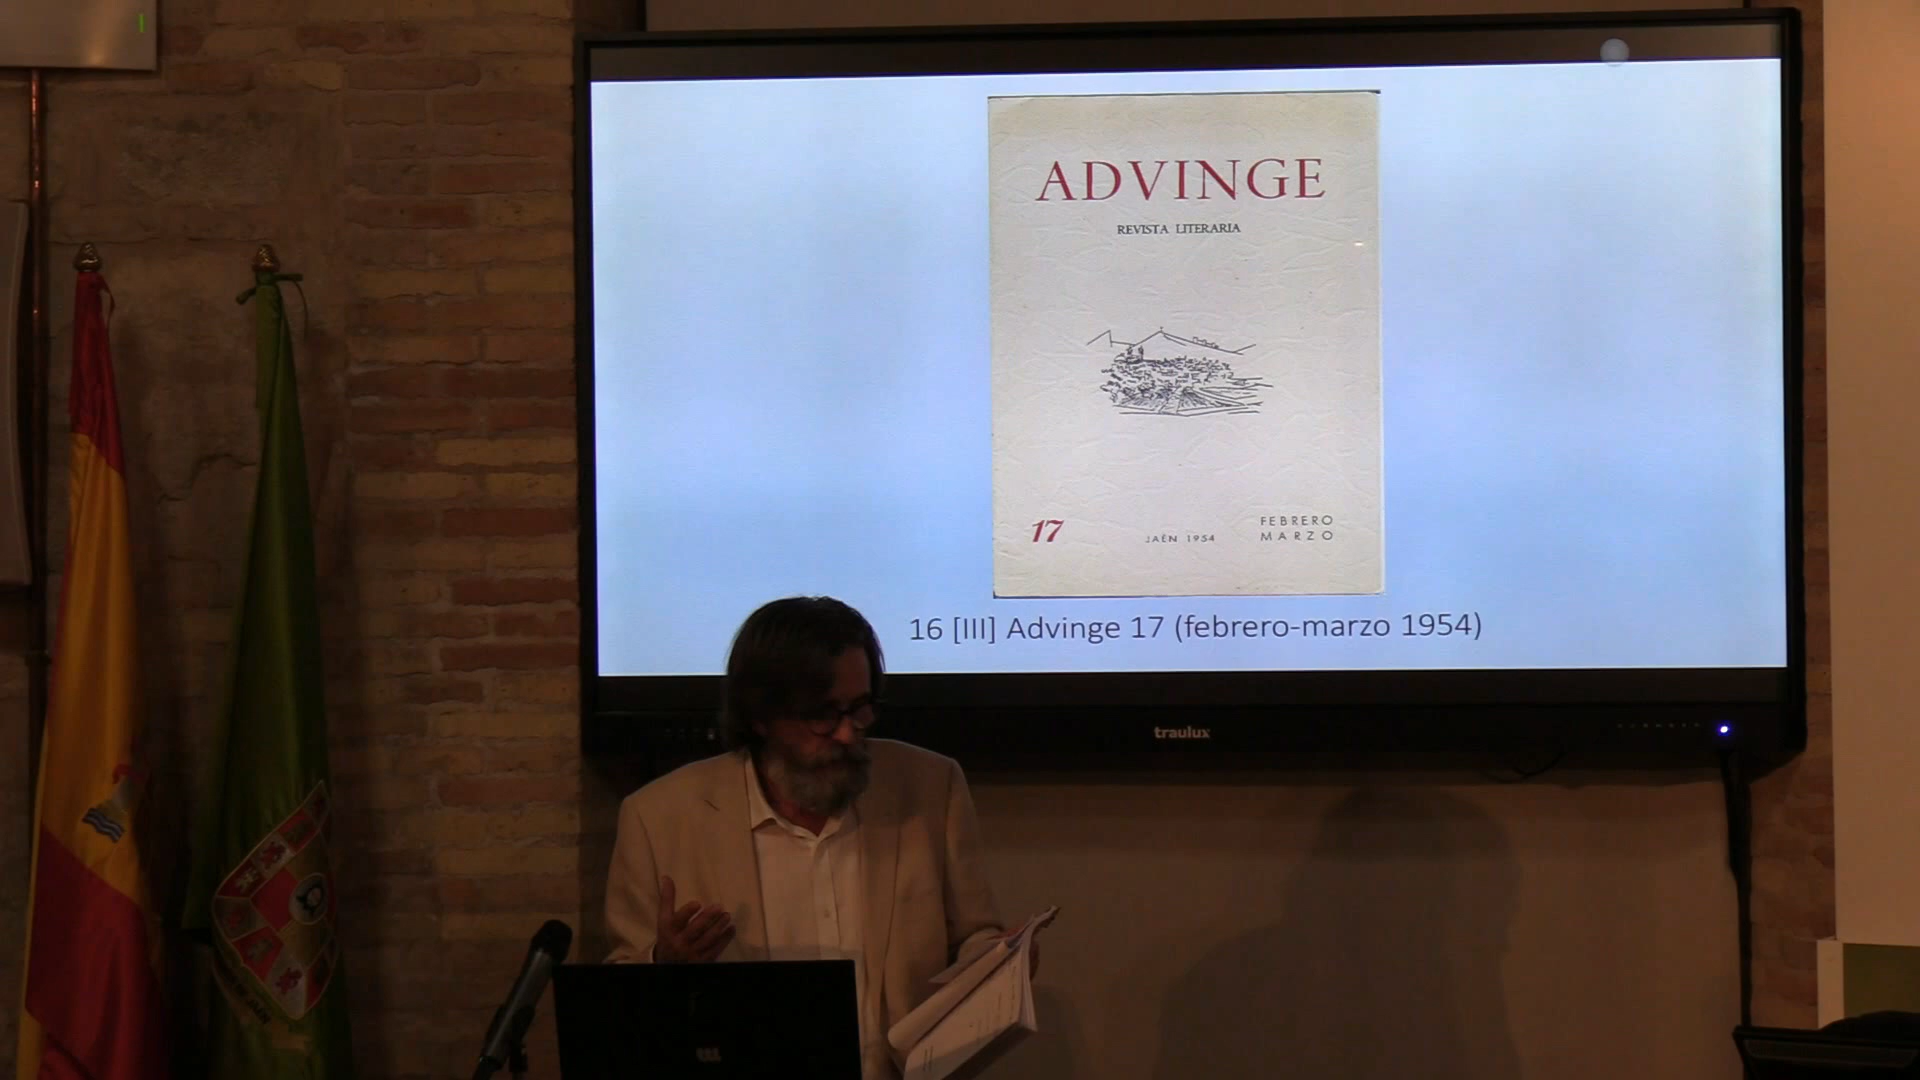 ADVINGE
REVISTA LITERARIA
17
JAÉN 1954
FEBRERO
MARZO
16 [III] Advinge 17 (febrero-marzo 1954)
traulux